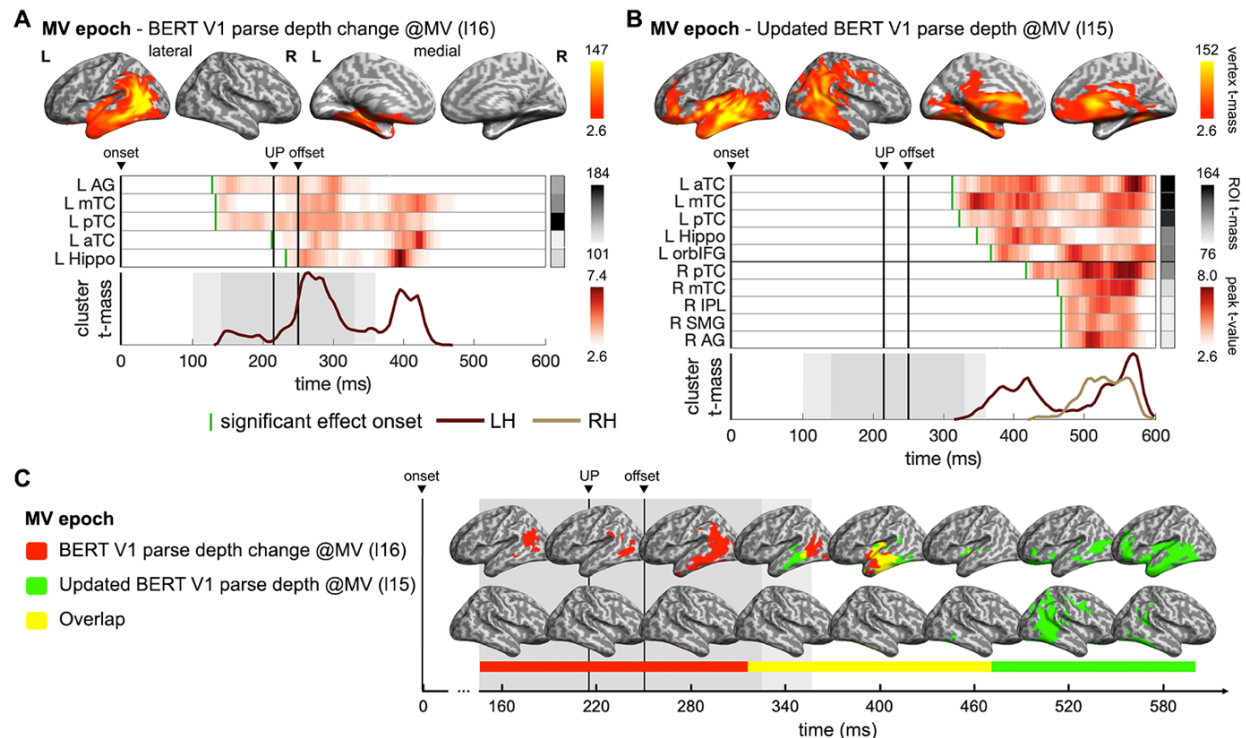 A
MV epoch - BERT V1 parse depth change @MV (l16)
L
lateral
R
L
medial
R
147
2.6
onset
UP
offset
L AG
L mTC
L pTC
L aTC
L Hippo
184
101
7.4
2.6
cluster
t-mass
0
100
200
300
400
500
600
time (ms)
significant effect onset
LH
RH
B
MV epoch - Updated BERT V1 parse depth @MV (l15)
152
vertex t-mass
2.6
onset
UP
offset
L aTC
L mTC
L pTC
L Hippo
L orbIFG
R pTC
R mTC
R IPL
R SMG
R AG
164
ROI t-mass
76
8.0
peak t-value
2.6
cluster
t-mass
0
100
200
300
400
500
600
time (ms)
C
onset
UP
offset
MV epoch
BERT V1 parse depth change @MV (l16)
Updated BERT V1 parse depth @MV (l15)
Overlap
0
...
160
220
280
340
400
460
520
580
time (ms)